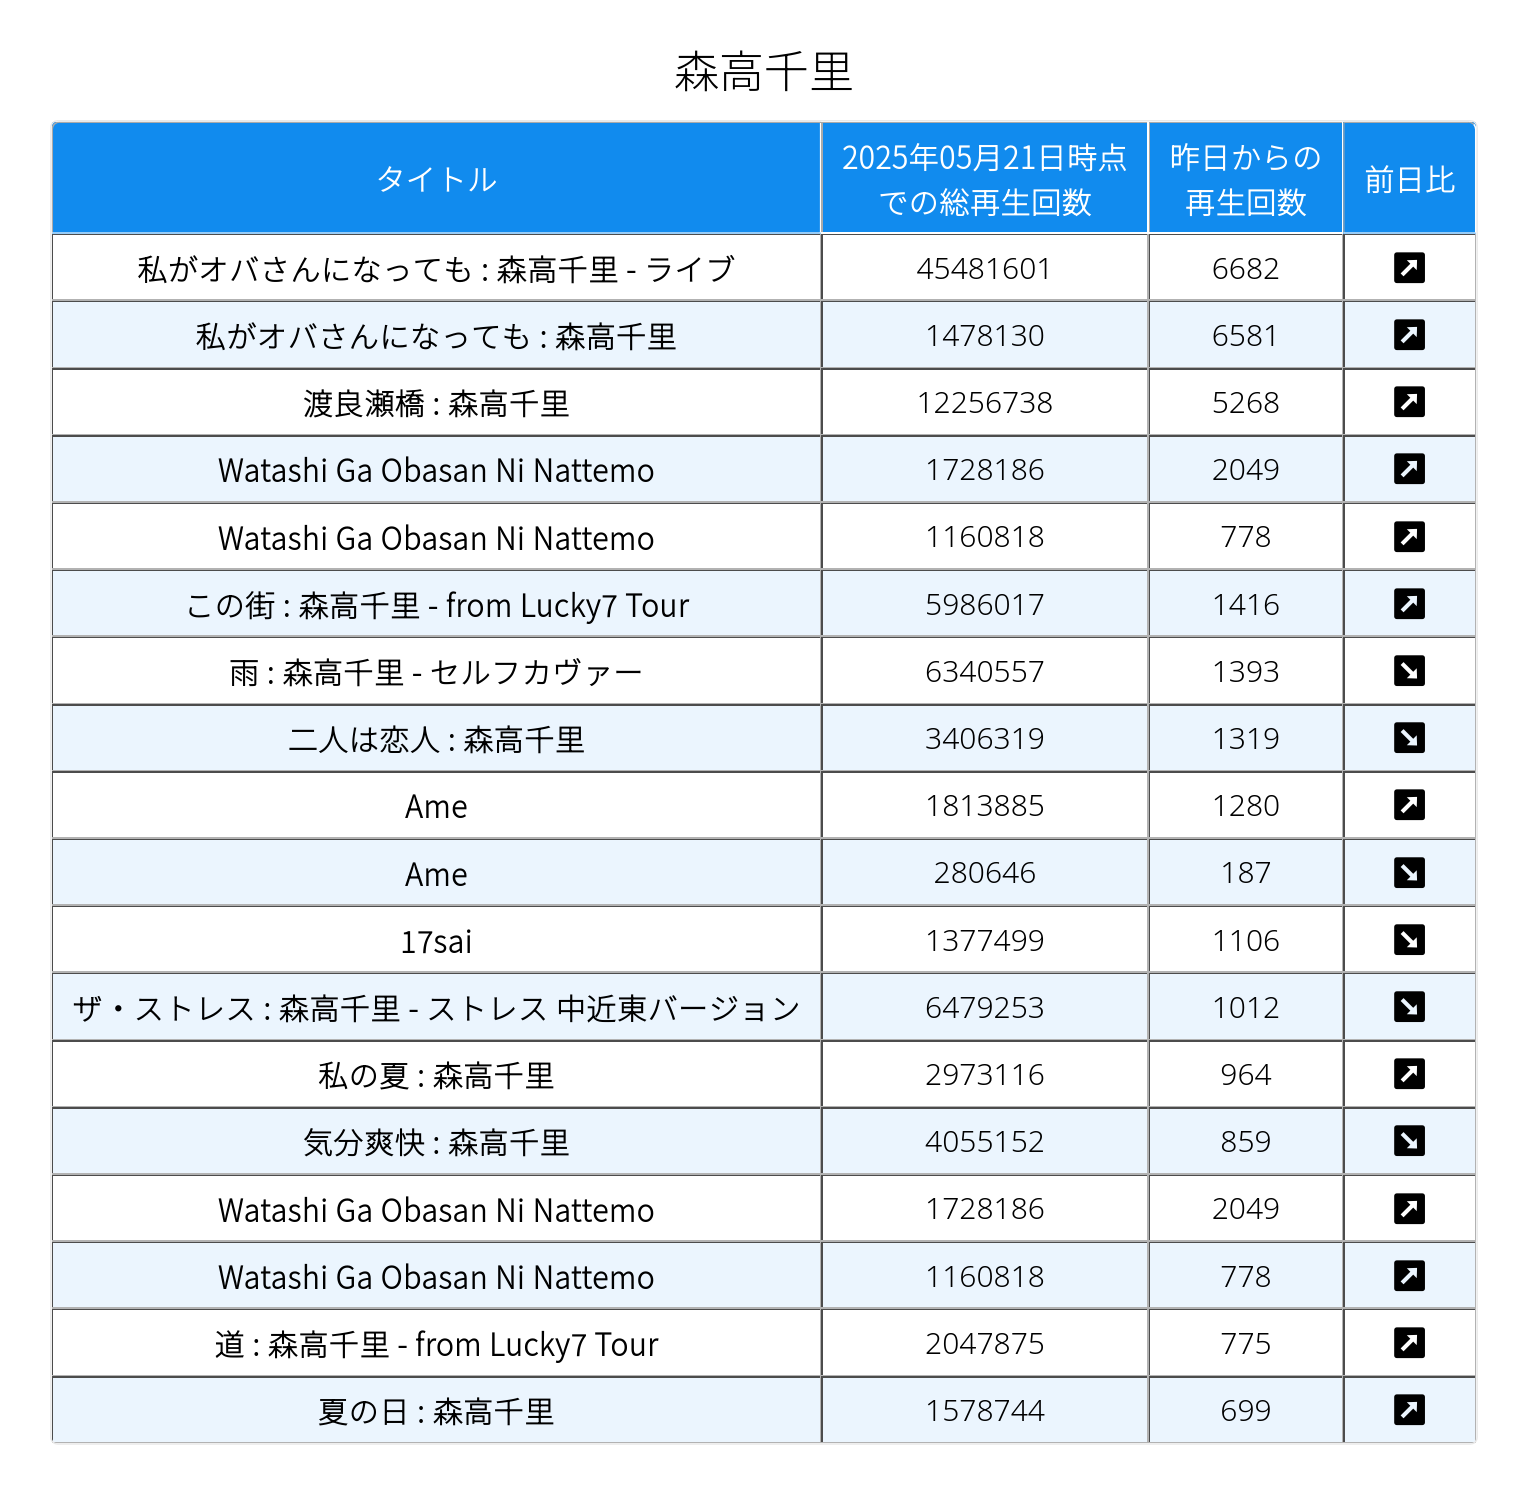 森高千里
タイトル 2025年05月21日時点での総再生回数 昨日からの再生回数 前日比
私がオバさんになっても : 森高千里 - ライブ 45481601 6682 ↗
私がオバさんになっても : 森高千里 1478130 6581 ↗
渡良瀬橋 : 森高千里 12256738 5268 ↗
Watashi Ga Obasan Ni Nattemo 1728186 2049 ↗
Watashi Ga Obasan Ni Nattemo 1160818 778 ↗
この街 : 森高千里 - from Lucky7 Tour 5986017 1416 ↗
雨 : 森高千里 - セルフカヴァー 6340557 1393 ↘
二人は恋人 : 森高千里 3406319 1319 ↘
Ame 1813885 1280 ↗
Ame 280646 187 ↘
17sai 1377499 1106 ↘
ザ・ストレス : 森高千里 - ストレス 中近東バージョン 6479253 1012 ↘
私の夏 : 森高千里 2973116 964 ↗
気分爽快 : 森高千里 4055152 859 ↘
Watashi Ga Obasan Ni Nattemo 1728186 2049 ↗
Watashi Ga Obasan Ni Nattemo 1160818 778 ↗
道 : 森高千里 - from Lucky7 Tour 2047875 775 ↗
夏の日 : 森高千里 1578744 699 ↗